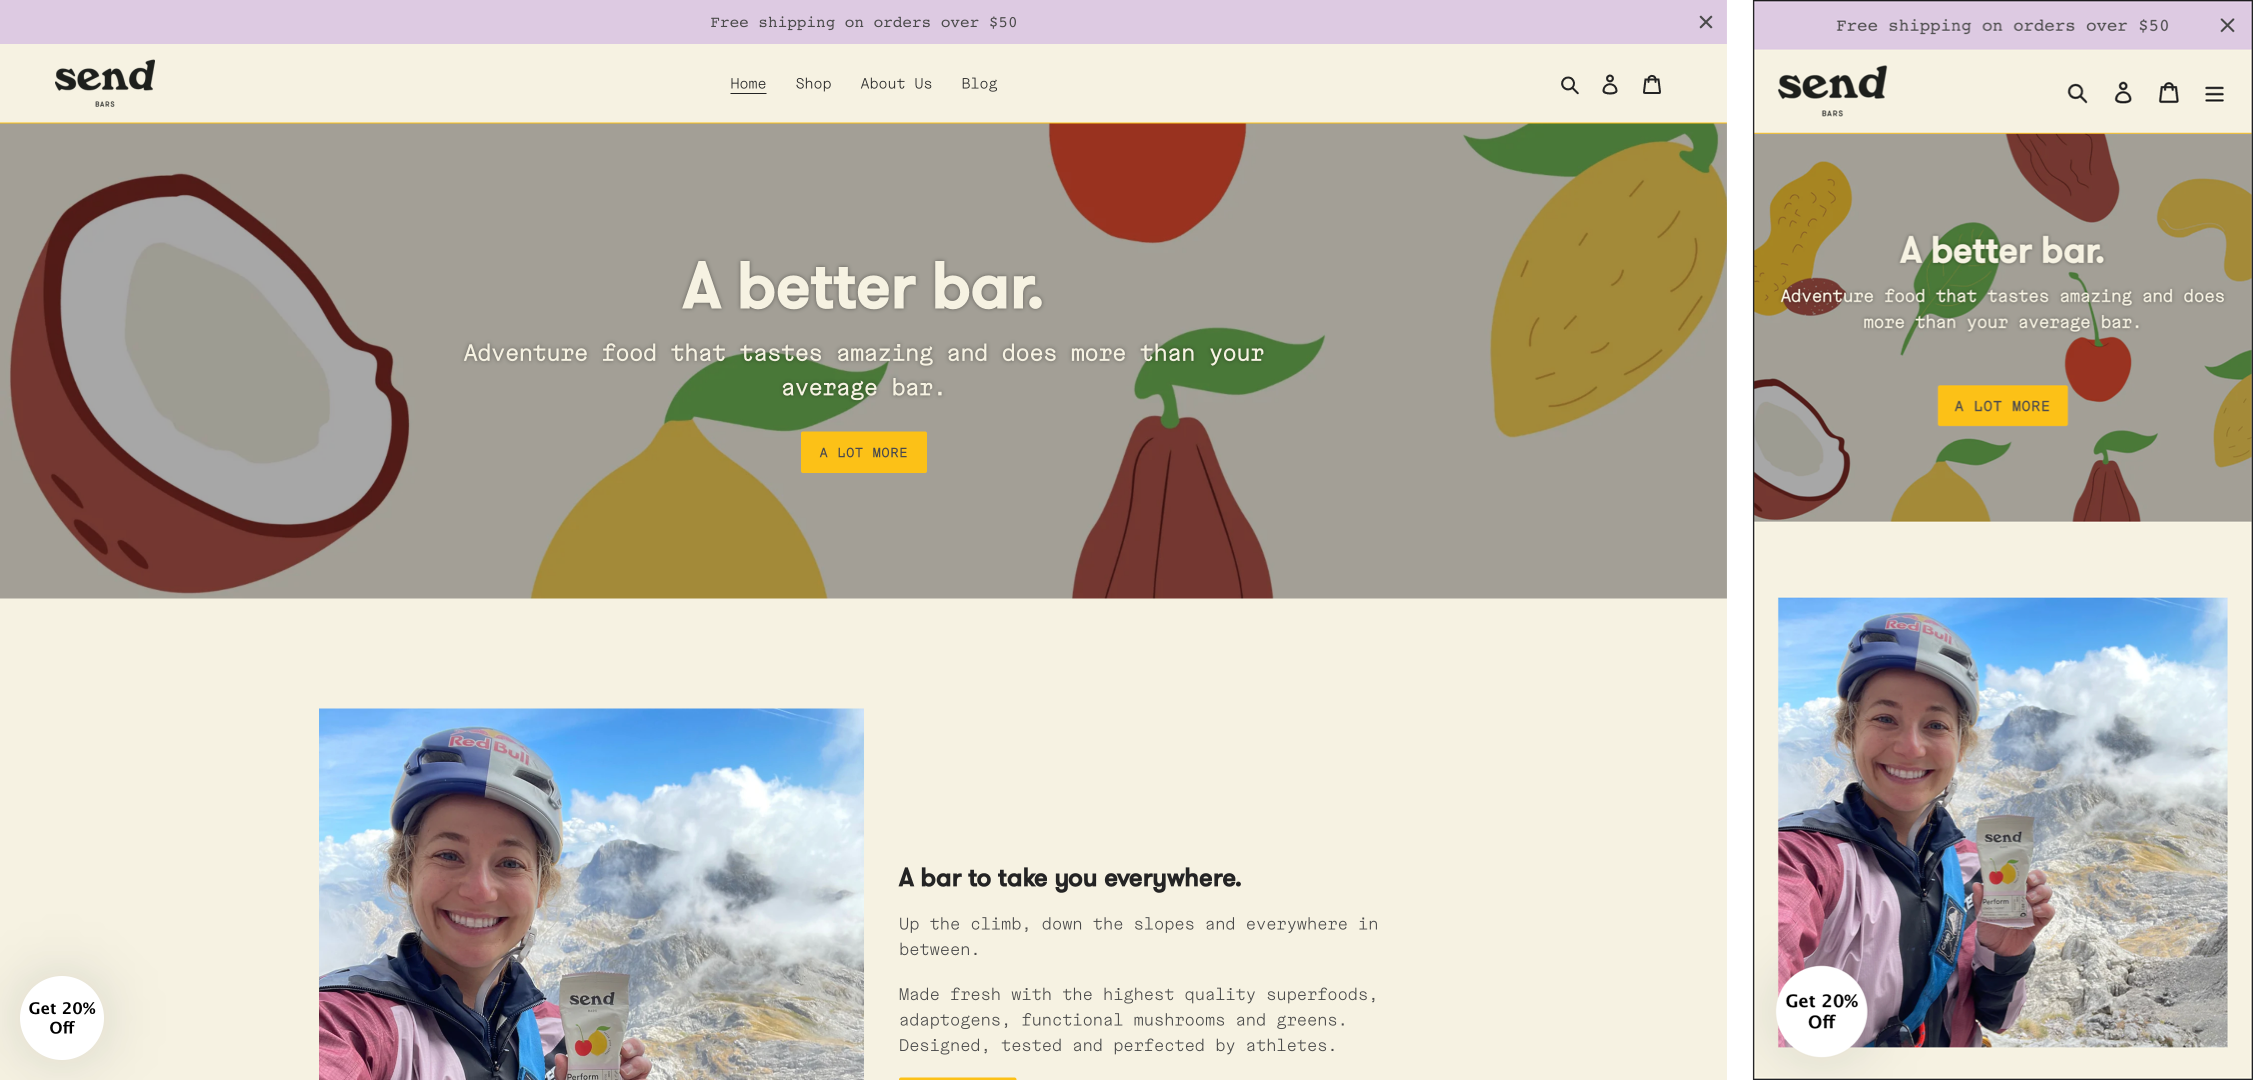 Free shipping on orders over $50
send
BARS
Home Shop About Us Blog
A better bar.
Adventure food that tastes amazing and does more than your
average bar.
A LOT MORE
Red Bull
send
Perform
A bar to take you everywhere.
Up the climb, down the slopes and everywhere in
between.
Made fresh with the highest quality superfoods,
adaptogens, functional mushrooms and greens.
Designed, tested and perfected by athletes.
Get 20%
Off
Free shipping on orders over $50
send
BARS
A better bar.
Adventure food that tastes amazing and does
more than your average bar.
A LOT MORE
Red Bull
send
Perform
Get 20%
Off